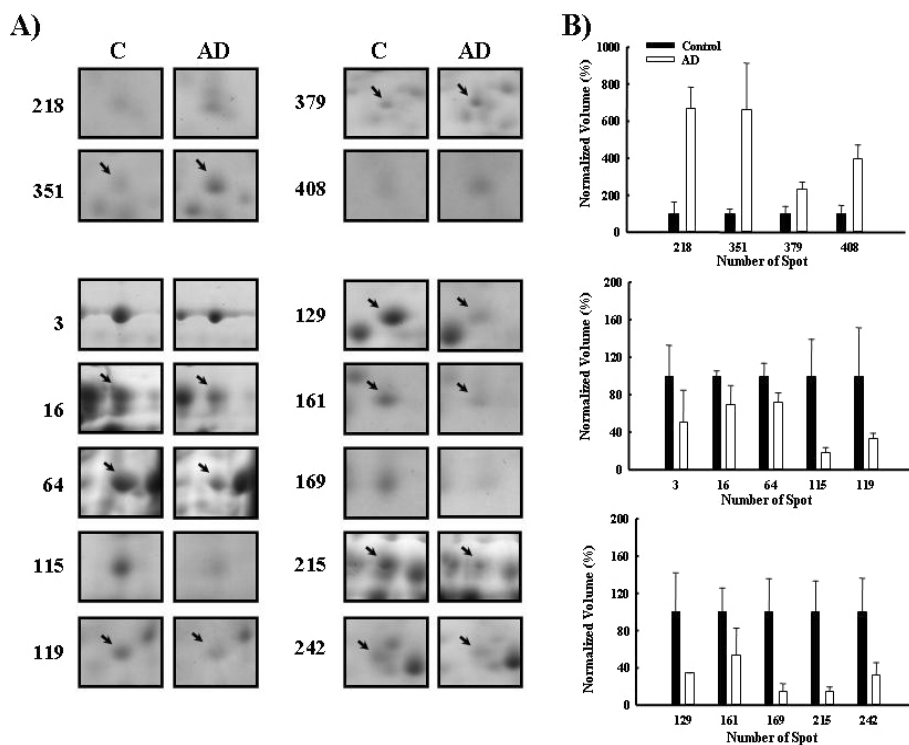 A)
C AD
218
351
3
16
64
115
119
C AD
379
408
129
161
169
215
242
B)
Control
AD
Normalized Volume (%)
1000
800
600
400
200
0
218 351 379 408
Number of Spot
Normalized Volume (%)
200
160
120
80
40
0
3 16 64 115 119
Number of Spot
Normalized Volume (%)
200
160
120
80
40
0
129 161 169 215 242
Number of Spot